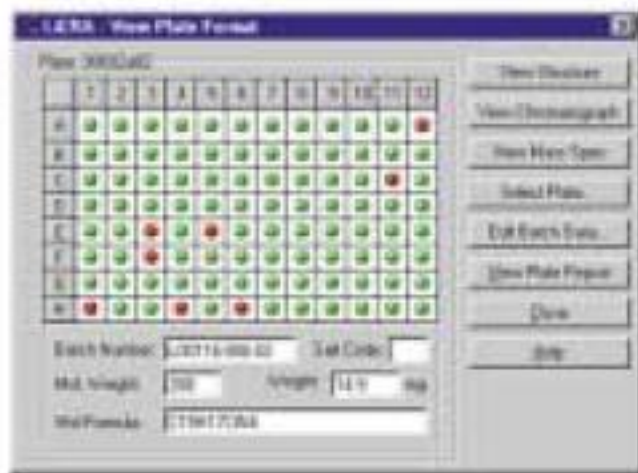 View Plate Format
Plate:
1 2 3 4 5 6 7 8 9 10 11 12
A
B
C
D
E
F
G
H
View Structure
View Chromatograph
View Mass Spec
Select Plate...
Edit Batch Data...
View Plate Report
Done
Help
Batch Number:
Salt Code:
Mol. Weight:
Weight: mg
Mol Formula: